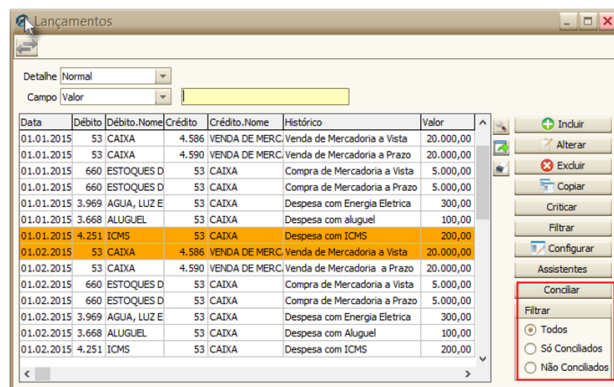 Lançamentos
Detalhe Normal
Campo Valor
Data Débito Débito.Nome Crédito Crédito.Nome Histórico Valor
01.01.2015 53 CAIXA 4.586 VENDA DE MERC. Venda de Mercadoria a Vista 20.000,00
01.01.2015 53 CAIXA 4.590 VENDA DE MERC. Venda de Mercadoria a Prazo 20.000,00
01.01.2015 660 ESTOQUES D 53 CAIXA Compra de Mercadoria a Vista 5.000,00
01.01.2015 660 ESTOQUES D 53 CAIXA Compra de Mercadoria a Prazo 5.000,00
01.01.2015 3.969 AGUA, LUZ E 53 CAIXA Despesa com Energia Eletrica 300,00
01.01.2015 3.668 ALUGUEL 53 CAIXA Despesa com aluguel 100,00
01.01.2015 4.251 ICMS 53 CAIXA Despesa com ICMS 200,00
01.02.2015 53 CAIXA 4.586 VENDA DE MERC. Venda de Mercadoria a Vista 20.000,00
01.02.2015 53 CAIXA 4.590 VENDA DE MERC. Venda de Mercadoria a Prazo 20.000,00
01.02.2015 660 ESTOQUES D 53 CAIXA Compra de Mercadoria a Vista 5.000,00
01.02.2015 660 ESTOQUES D 53 CAIXA Compra de Mercadoria a Prazo 5.000,00
01.02.2015 3.969 AGUA, LUZ E 53 CAIXA Despesa com Energia Eletrica 300,00
01.02.2015 3.668 ALUGUEL 53 CAIXA Despesa com Aluguel 100,00
01.02.2015 4.251 ICMS 53 CAIXA Despesa com ICMS 200,00
Incluir
Alterar
Excluir
Copiar
Criticar
Filtrar
Configurar
Assistentes
Conciliar
Filtrar
Todos
Só Conciliados
Não Conciliados